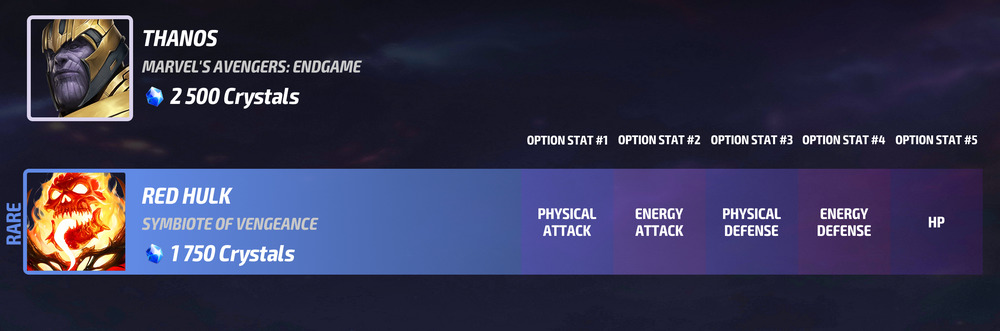 THANOS
MARVEL'S AVENGERS: ENDGAME
2 500 Crystals
OPTION STAT #1 OPTION STAT #2 OPTION STAT #3 OPTION STAT #4 OPTION STAT #5
RARE
RED HULK
SYMBIOTE OF VENGEANCE
1 750 Crystals
PHYSICAL ATTACK
ENERGY ATTACK
PHYSICAL DEFENSE
ENERGY DEFENSE
HP